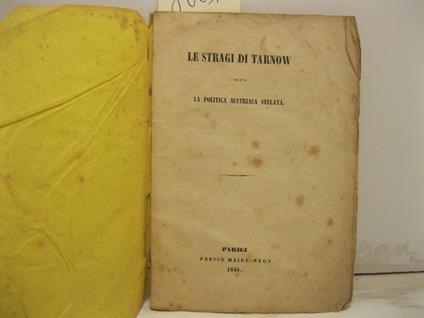 LE STRAGI DI TARNOW
OSSIA
LA POLITICA AUSTRIACA SVELATA.
PARIGI
PRESSO MAIRE-NYON
1846.